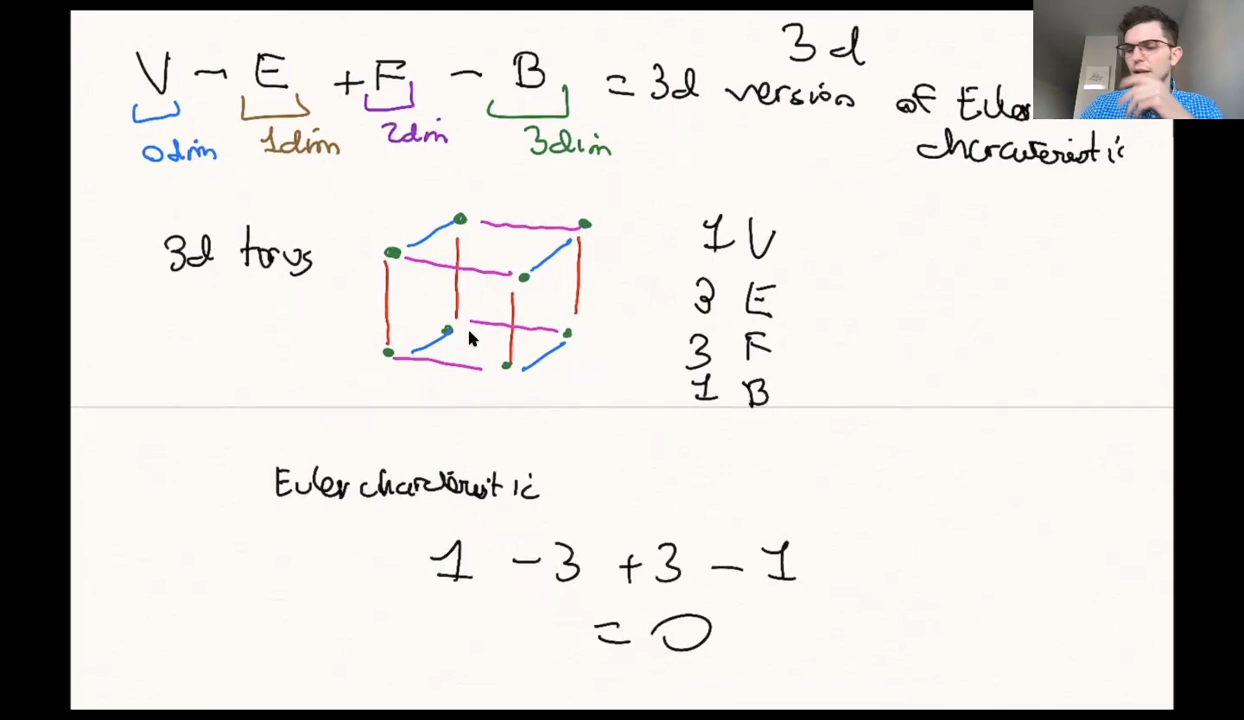 3d
V - E + F - B = 3d version of Euler
0dim 1dim 2dim 3dim characteristic
3d torus
1 V
3 E
3 F
1 B
Euler characteristic
1 - 3 + 3 - 1
= 0